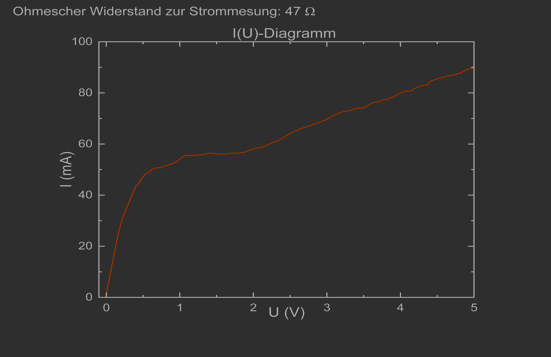 Ohmescher Widerstand zur Strommesung: 47 Ω
I(U)-Diagramm
100
80
60
40
20
0
I (mA)
0 1 2 3 4 5
U (V)